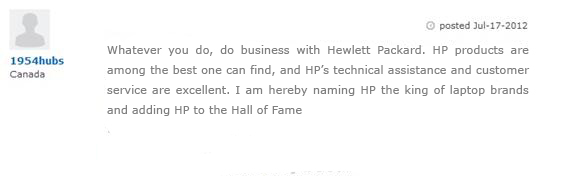 posted Jul-17-2012
1954hubs
Canada
Whatever you do, do business with Hewlett Packard. HP products are
among the best one can find, and HP's technical assistance and customer
service are excellent. I am hereby naming HP the king of laptop brands
and adding HP to the Hall of Fame
.